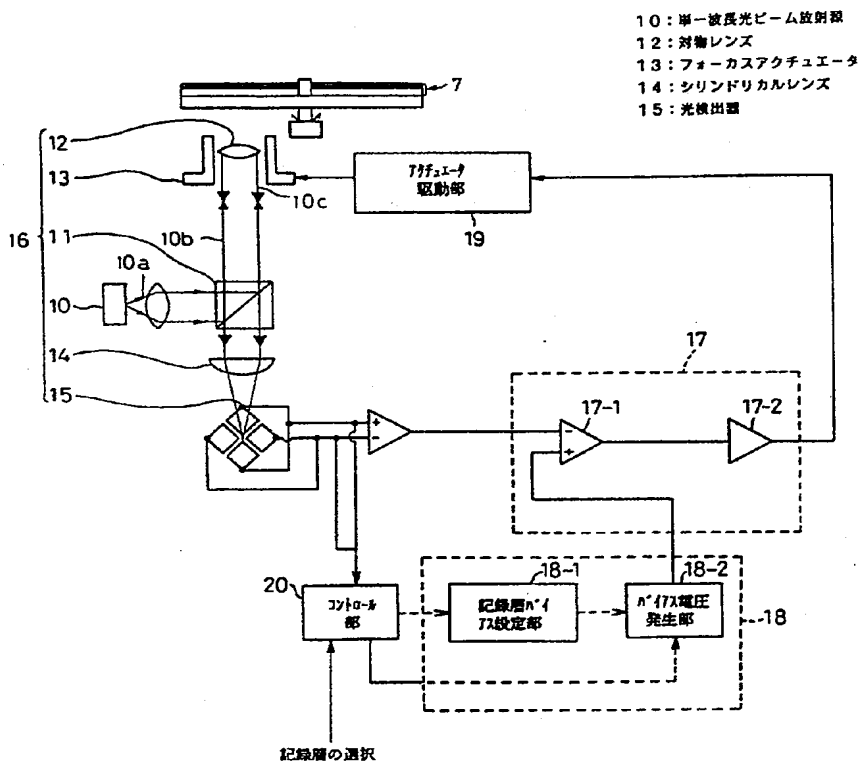 10:単一波長光ビーム放射源
12:対物レンズ
13:フォーカスアクチュエータ
14:シリンドリカルレンズ
15:光検出器
7
12
13
アクチュエータ
駆動部
19
10c
10b
16
11
10a
10
14
15
17
17-1
17-2
+
−
−
+
20
コントロール
部
18-1
記録層バイ
アス設定部
18-2
バイアス電圧
発生部
18
記録層の選択